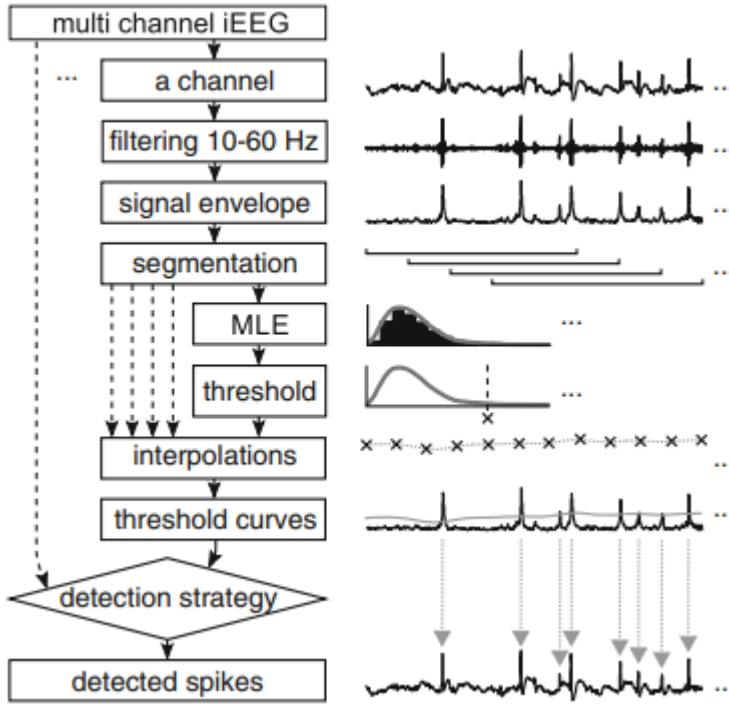 multi channel iEEG
...
a channel
...
filtering 10-60 Hz
...
signal envelope
...
segmentation
...
MLE
...
threshold
...
interpolations
...
threshold curves
...
detection strategy
detected spikes
...